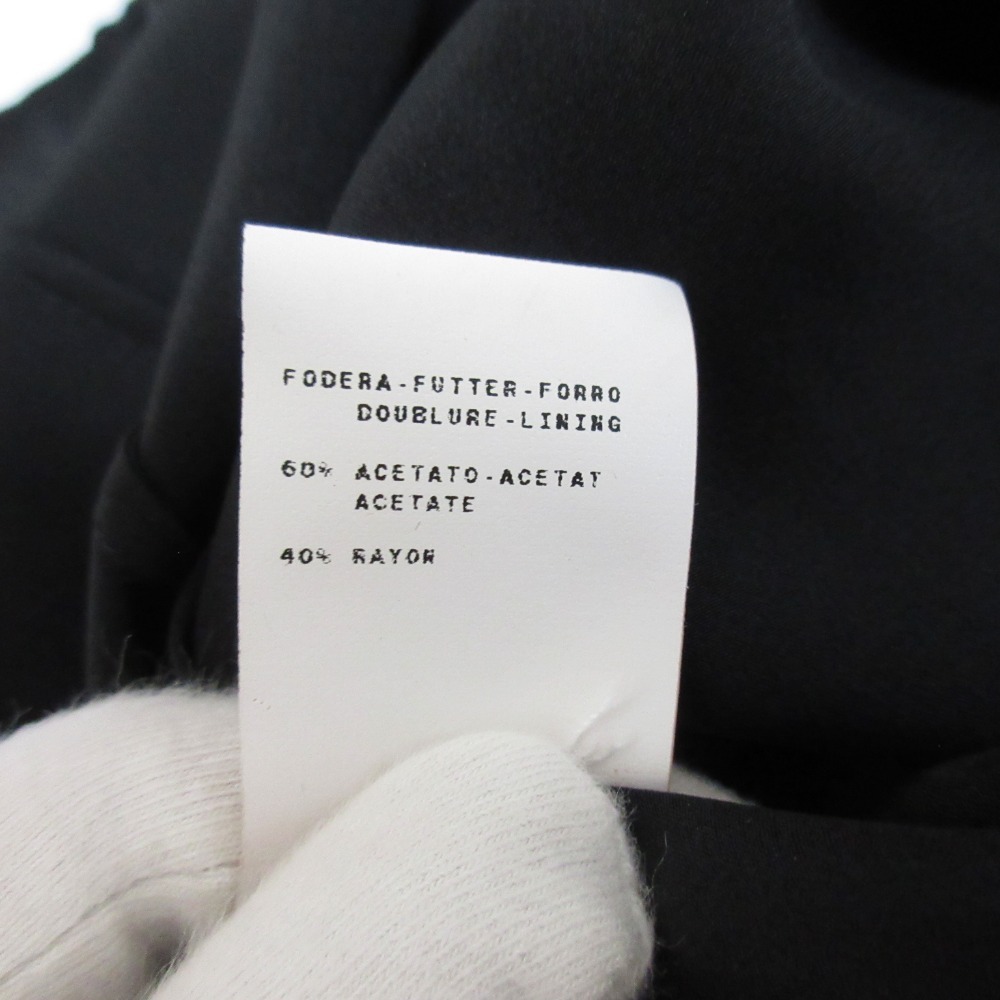 FODERA-FUTTER-FORRO
DOUBLURE-LINING
60% ACETATO-ACETAT
ACETATE
40% RAYON